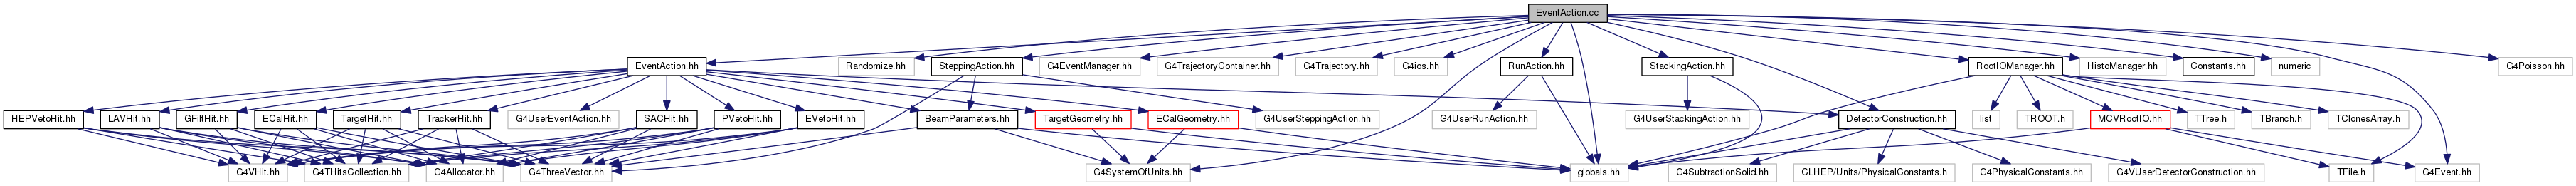 EventAction.cc
EventAction.hh
Randomize.hh
SteppingAction.hh
G4EventManager.hh
G4TrajectoryContainer.hh
G4Trajectory.hh
G4ios.hh
RunAction.hh
StackingAction.hh
RootIOManager.hh
HistoManager.hh
Constants.hh
numeric
G4Poisson.hh
HEPVetoHit.hh
LAVHit.hh
GFiltHit.hh
ECalHit.hh
TargetHit.hh
TrackerHit.hh
G4UserEventAction.hh
SACHit.hh
PVetoHit.hh
EVetoHit.hh
BeamParameters.hh
TargetGeometry.hh
ECalGeometry.hh
G4UserSteppingAction.hh
G4UserRunAction.hh
G4UserStackingAction.hh
DetectorConstruction.hh
list
TROOT.h
MCVRootIO.hh
TTree.h
TBranch.h
TClonesArray.h
G4VHit.hh
G4THitsCollection.hh
G4Allocator.hh
G4ThreeVector.hh
G4SystemOfUnits.hh
globals.hh
G4SubtractionSolid.hh
CLHEP/Units/PhysicalConstants.h
G4PhysicalConstants.hh
G4VUserDetectorConstruction.hh
TFile.h
G4Event.hh